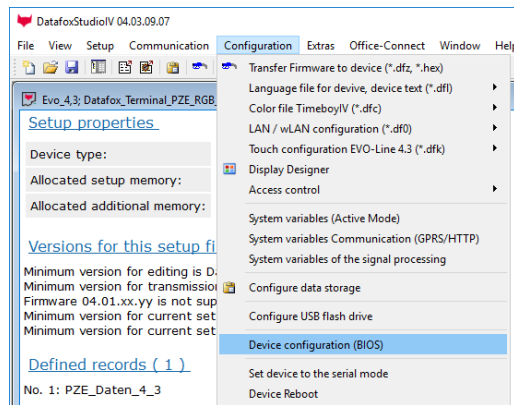 DatafoxStudioIV 04.03.09.07
File View Setup Communication Configuration Extras Office-Connect Window Help
Transfer Firmware to device (*.dfz, *.hex)
Language file for devive, device text (*.dfl)
Color file TimeboyIV (*.dfc)
LAN / wLAN configuration (*.df0)
Touch configuration EVO-Line 4.3 (*.dfk)
Display Designer
Access control
System variables (Active Mode)
System variables Communication (GPRS/HTTP)
System variables of the signal processing
Configure data storage
Configure USB flash drive
Device configuration (BIOS)
Set device to the serial mode
Device Reboot
Evo_4,3; Datafox_Terminal_PZE_RGB_
Setup properties
Device type:
Allocated setup memory:
Allocated additional memory:
Versions for this setup fi
Minimum version for editing is D
Minimum version for transmission
Firmware 04.01.xx.yy is not sup
Minimum version for current set
Minimum version for current set
Defined records ( 1 )
No. 1: PZE_Daten_4_3